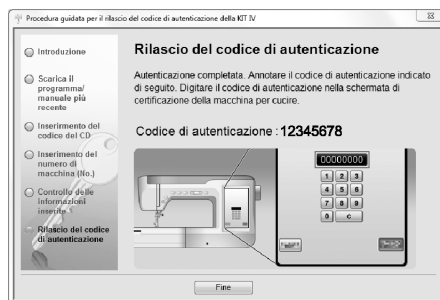 Procedura guidata per il rilascio del codice di autenticazione della KIT IV
Introduzione
Scarica il
programma/
manuale più
recente
Inserimento del
codice del CD
Inserimento del
numero di
macchina (No.)
Controllo delle
informazioni
inserite
Rilascio del codice
di autenticazione
Rilascio del codice di autenticazione
Autenticazione completata. Annotare il codice di autenticazione indicato
di seguito. Digitare il codice di autenticazione nella schermata di
certificazione della macchina per cucire.
Codice di autenticazione : 12345678
00000000
1 2 3
4 5 6
7 8 9
0 C
Fine